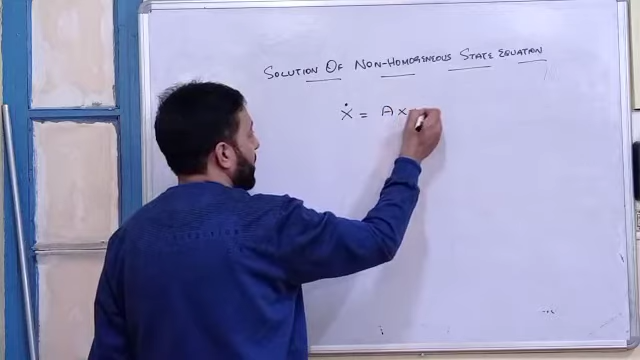 SOLUTION OF NON-HOMOGENEOUS STATE EQUATION
Ẋ = AX